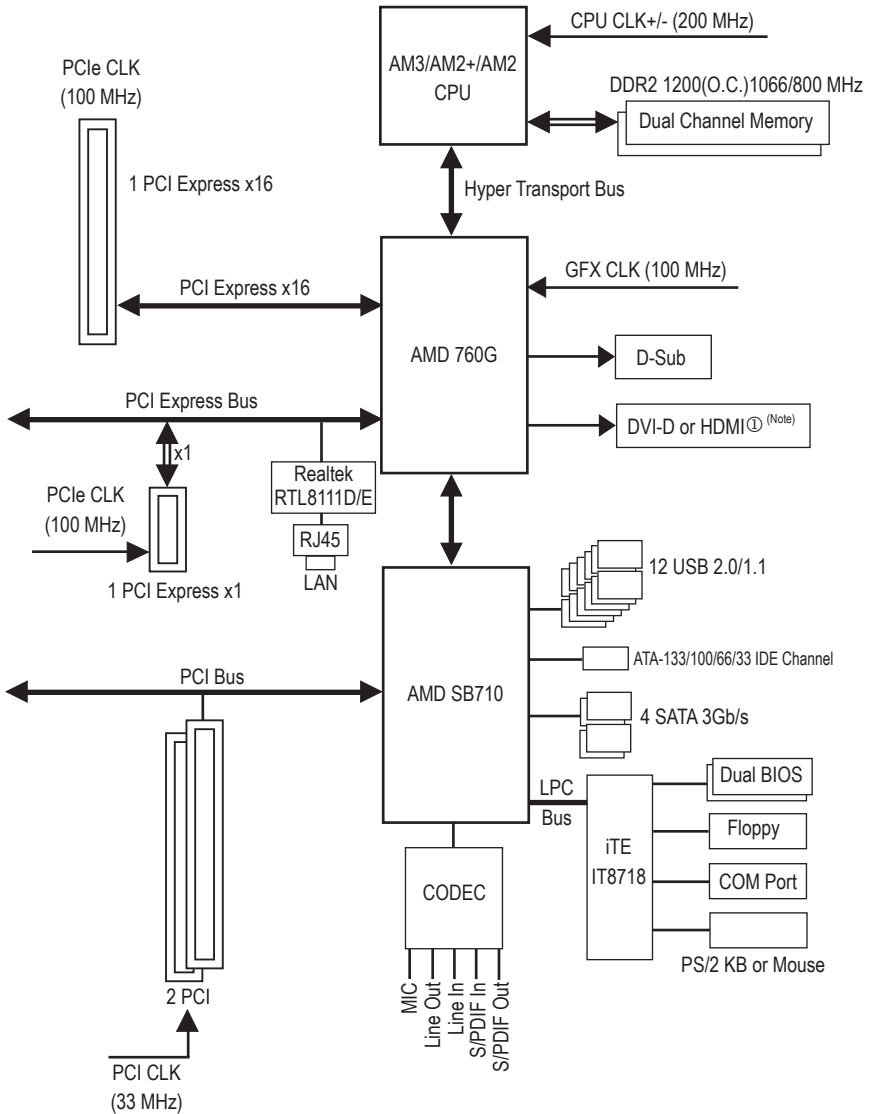 CPU CLK+/- (200 MHz)
AM3/AM2+/AM2
CPU
DDR2 1200(O.C.)1066/800 MHz
Dual Channel Memory
PCIe CLK
(100 MHz)
1 PCI Express x16
Hyper Transport Bus
GFX CLK (100 MHz)
PCI Express x16
AMD 760G
D-Sub
PCI Express Bus
DVI-D or HDMI① (Note)
x1
Realtek
RTL8111D/E
PCIe CLK
(100 MHz)
RJ45
LAN
1 PCI Express x1
12 USB 2.0/1.1
ATA-133/100/66/33 IDE Channel
PCI Bus
AMD SB710
4 SATA 3Gb/s
LPC
Bus
Dual BIOS
iTE
IT8718
Floppy
COM Port
PS/2 KB or Mouse
CODEC
MIC
Line Out
Line In
S/PDIF In
S/PDIF Out
2 PCI
PCI CLK
(33 MHz)